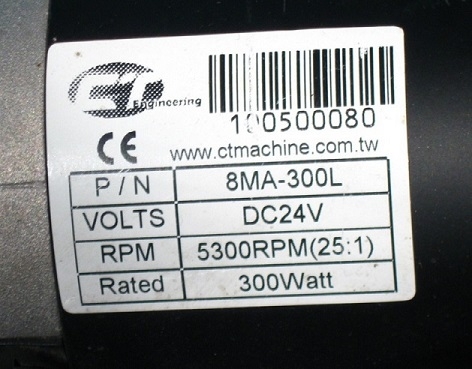 CT
Engineering
100500080
CE
www.ctmachine.com.tw
P/N 8MA-300L
VOLTS DC24V
RPM 5300RPM(25:1)
Rated 300Watt